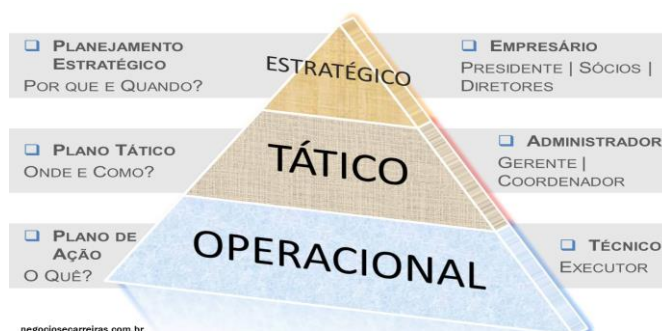 PLANEJAMENTO
ESTRATÉGICO
POR QUE E QUANDO?
ESTRATÉGICO
EMPRESÁRIO
PRESIDENTE | SÓCIOS |
DIRETORES
PLANO TÁTICO
ONDE E COMO?
TÁTICO
ADMINISTRADOR
GERENTE |
COORDENADOR
PLANO DE
AÇÃO
O QUÊ?
OPERACIONAL
TÉCNICO
EXECUTOR
negociosecarreiras.com.br